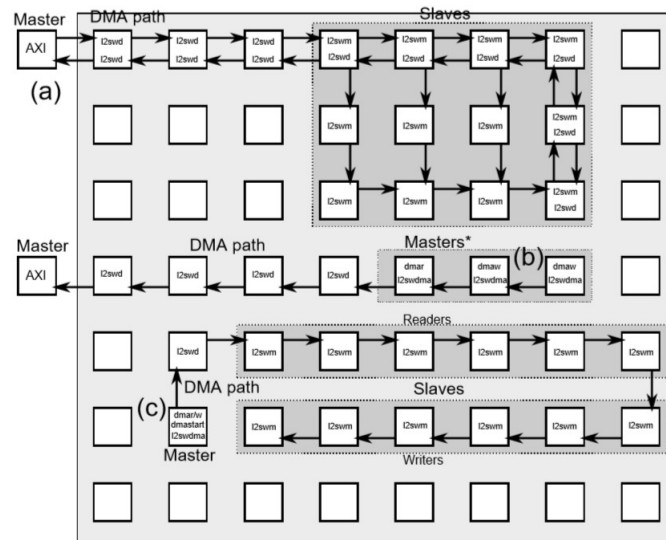 Master DMA path Slaves
l2swd l2swd l2swd l2swm l2swm l2swm l2swm
AXI
l2swd l2swd l2swd l2swd l2swd l2swd l2swd
(a)
l2swm l2swm l2swm l2swm
l2swd
l2swm l2swm l2swm l2swm
l2swd
Master DMA path Masters* (b)
dmar dmaw dmaw
AXI l2swd l2swd l2swd l2swd l2swdma l2swdma l2swdma
Readers
l2swd l2swm l2swm l2swm l2swm l2swm l2swm
DMA path Slaves
(c)
dmar/w
dmastart l2swm l2swm l2swm l2swm l2swm l2swm
l2swdma
Master Writers